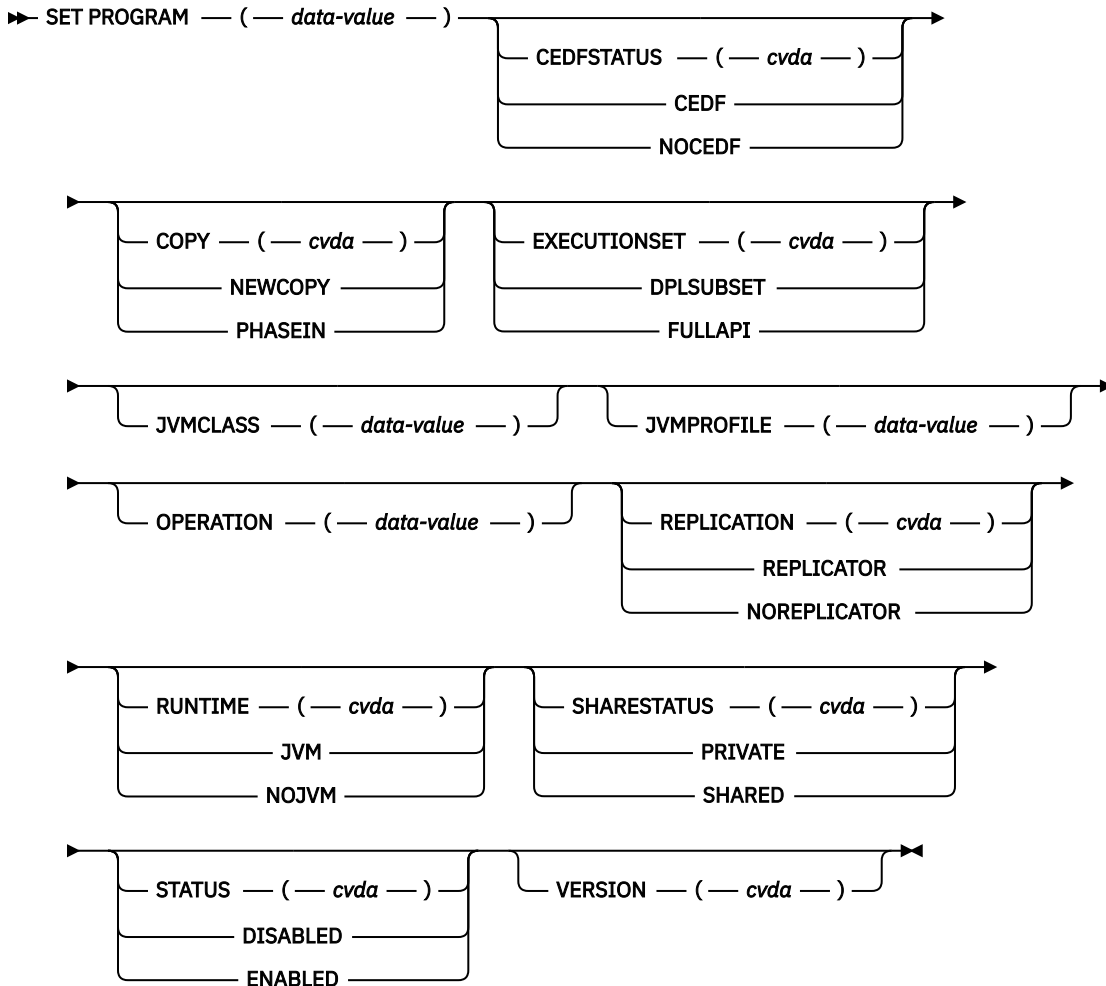 SET PROGRAM ( data-value )
CEDFSTATUS ( cvda )
CEDF
NOCEDF
COPY ( cvda )
NEWCOPY
PHASEIN
EXECUTIONSET ( cvda )
DPLSUBSET
FULLAPI
JVMCLASS ( data-value )
JVMPROFILE ( data-value )
OPERATION ( data-value )
REPLICATION ( cvda )
REPLICATOR
NOREPLICATOR
RUNTIME ( cvda )
JVM
NOJVM
SHARESTATUS ( cvda )
PRIVATE
SHARED
STATUS ( cvda )
DISABLED
ENABLED
VERSION ( cvda )